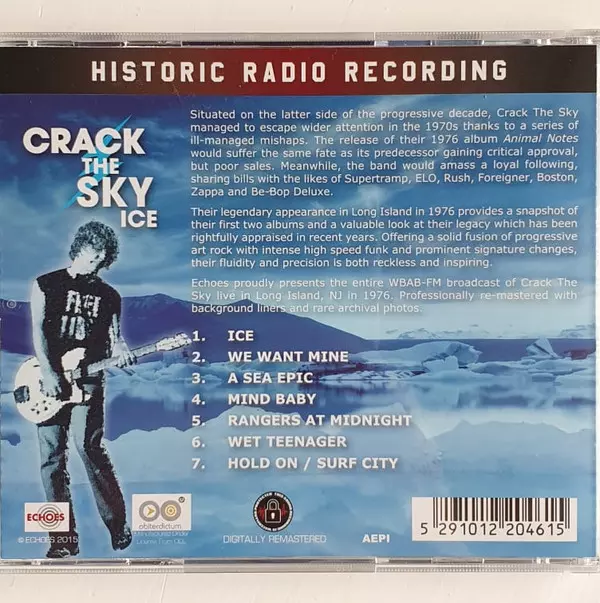 HISTORIC RADIO RECORDING
CRACK
THE
SKY
ICE
Situated on the latter side of the progressive decade, Crack The Sky
managed to escape wider attention in the 1970s thanks to a series of
ill-managed mishaps. The release of their 1976 album Animal Notes
would suffer the same fate as its predecessor gaining critical approval,
but poor sales. Meanwhile, the band would amass a loyal following,
sharing bills with the likes of Supertramp, ELO, Rush, Foreigner, Boston,
Zappa and Be-Bop Deluxe.
Their legendary appearance in Long Island in 1976 provides a snapshot of
their first two albums and a valuable look at their legacy which has been
rightfully appraised in recent years. Offering a solid fusion of progressive
art rock with intense high speed funk and prominent signature changes,
their fluidity and precision is both reckless and inspiring.
Echoes proudly presents the entire WBAB-FM broadcast of Crack The
Sky live in Long Island, NJ in 1976. Professionally re-mastered with
background liners and rare archival photos.
1. ICE
2. WE WANT MINE
3. A SEA EPIC
4. MIND BABY
5. RANGERS AT MIDNIGHT
6. WET TEENAGER
7. HOLD ON / SURF CITY
FREE
ECHOES
© ECHOES 2015
obiterdictum
Manufactured Under
DIGITALLY REMASTERED
AEPI
5 291012 204615